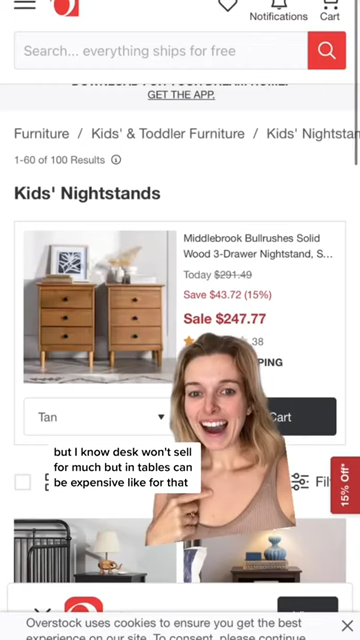 Notifications
Cart
Search... everything ships for free
GET THE APP.
Furniture / Kids' & Toddler Furniture / Kids' Nightstan
1-60 of 100 Results
Kids' Nightstands
Middlebrook Bullrushes Solid
Wood 3-Drawer Nightstand, S...
Today $291.49
Save $43.72 (15%)
Sale $247.77
38
PING
Tan
Cart
but I know desk won't sell
for much but in tables can
be expensive like for that
Filt
15% Off*
Overstock uses cookies to ensure you get the best
experience on our site. To consent, please continue